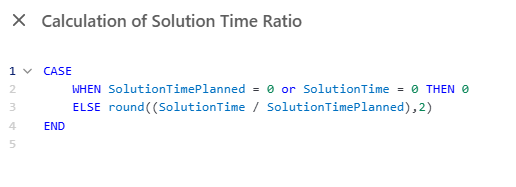 × Calculation of Solution Time Ratio
1 CASE
2 WHEN SolutionTimePlanned = 0 or SolutionTime = 0 THEN 0
3 ELSE round((SolutionTime / SolutionTimePlanned),2)
4 END
5